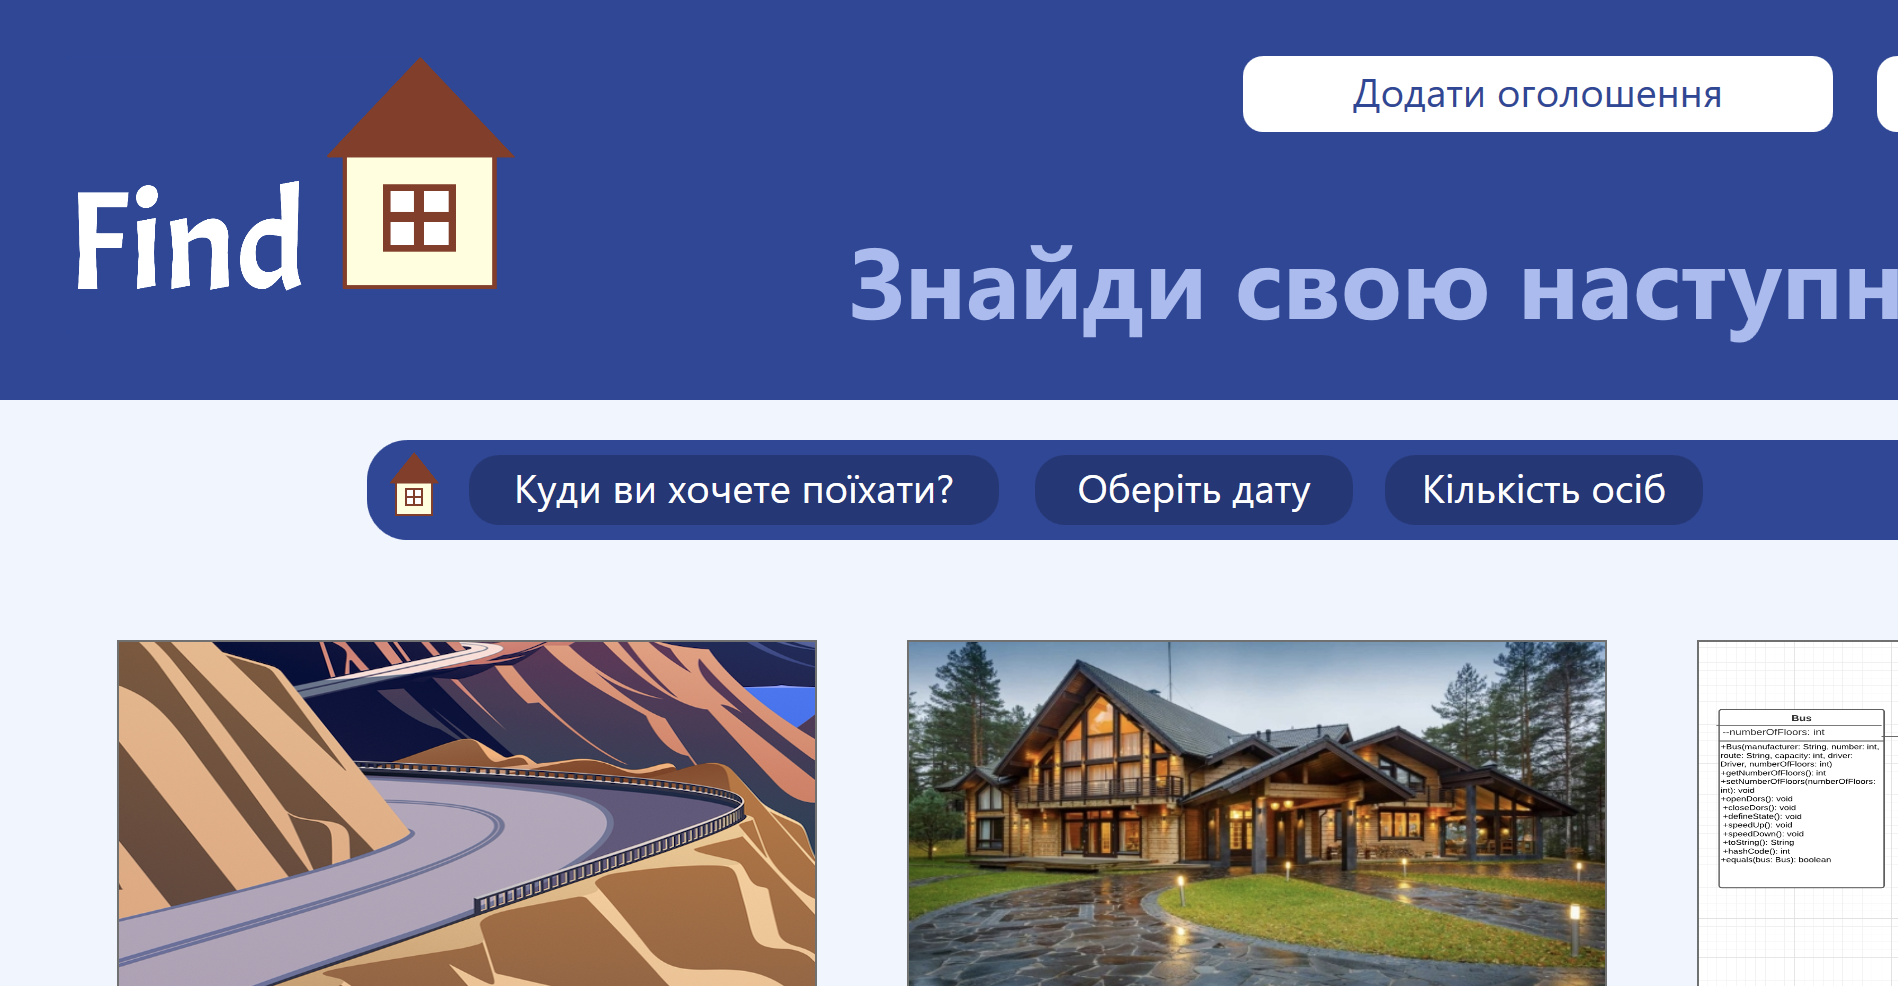 Додати оголошення
Find
Знайди свою
Куди ви хочете поїхати?
Оберіть дату
Кількість осіб
Bus
--numberOfFloors: int
+Bus(manufacturer: String, number: int,
route: String, capacity: int, driver:
Driver, numberOfFloors: int)
+getNumberOfFloors(): int
+setNumberOfFloors(numberOfFloors:
int): void
+openDors(): void
+closeDors(): void
+defineState(): void
+speedUp(): void
+speedDown(): void
+toString(): String
+hashCode(): int
+equals(bus: Bus): boolean